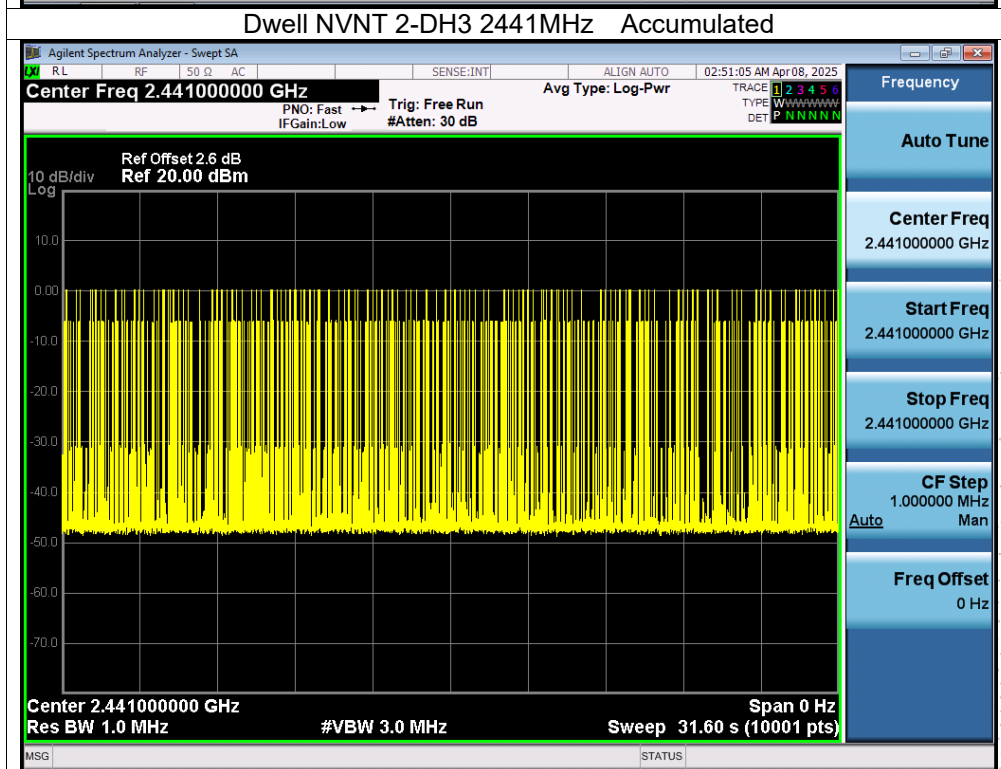 Dwell NVNT 2-DH3 2441MHz Accumulated
Agilent Spectrum Analyzer - Swept SA
LXI RL RF 50 Ω AC SENSE:INT ALIGN AUTO 02:51:05 AM Apr 08, 2025
Center Freq 2.441000000 GHz
PNO: Fast
IFGain:Low
Trig: Free Run
#Atten: 30 dB
Avg Type: Log-Pwr
TRACE 1 2 3 4 5 6
TYPE WWWWWWW
DET P N N N N N
Frequency
Auto Tune
Center Freq
2.441000000 GHz
Start Freq
2.441000000 GHz
Stop Freq
2.441000000 GHz
CF Step
1.000000 MHz
Auto Man
Freq Offset
0 Hz
Ref Offset 2.6 dB
10 dB/div Ref 20.00 dBm
Log
10.0
0.00
-10.0
-20.0
-30.0
-40.0
-50.0
-60.0
-70.0
Center 2.441000000 GHz Span 0 Hz
Res BW 1.0 MHz #VBW 3.0 MHz Sweep 31.60 s (10001 pts)
MSG STATUS